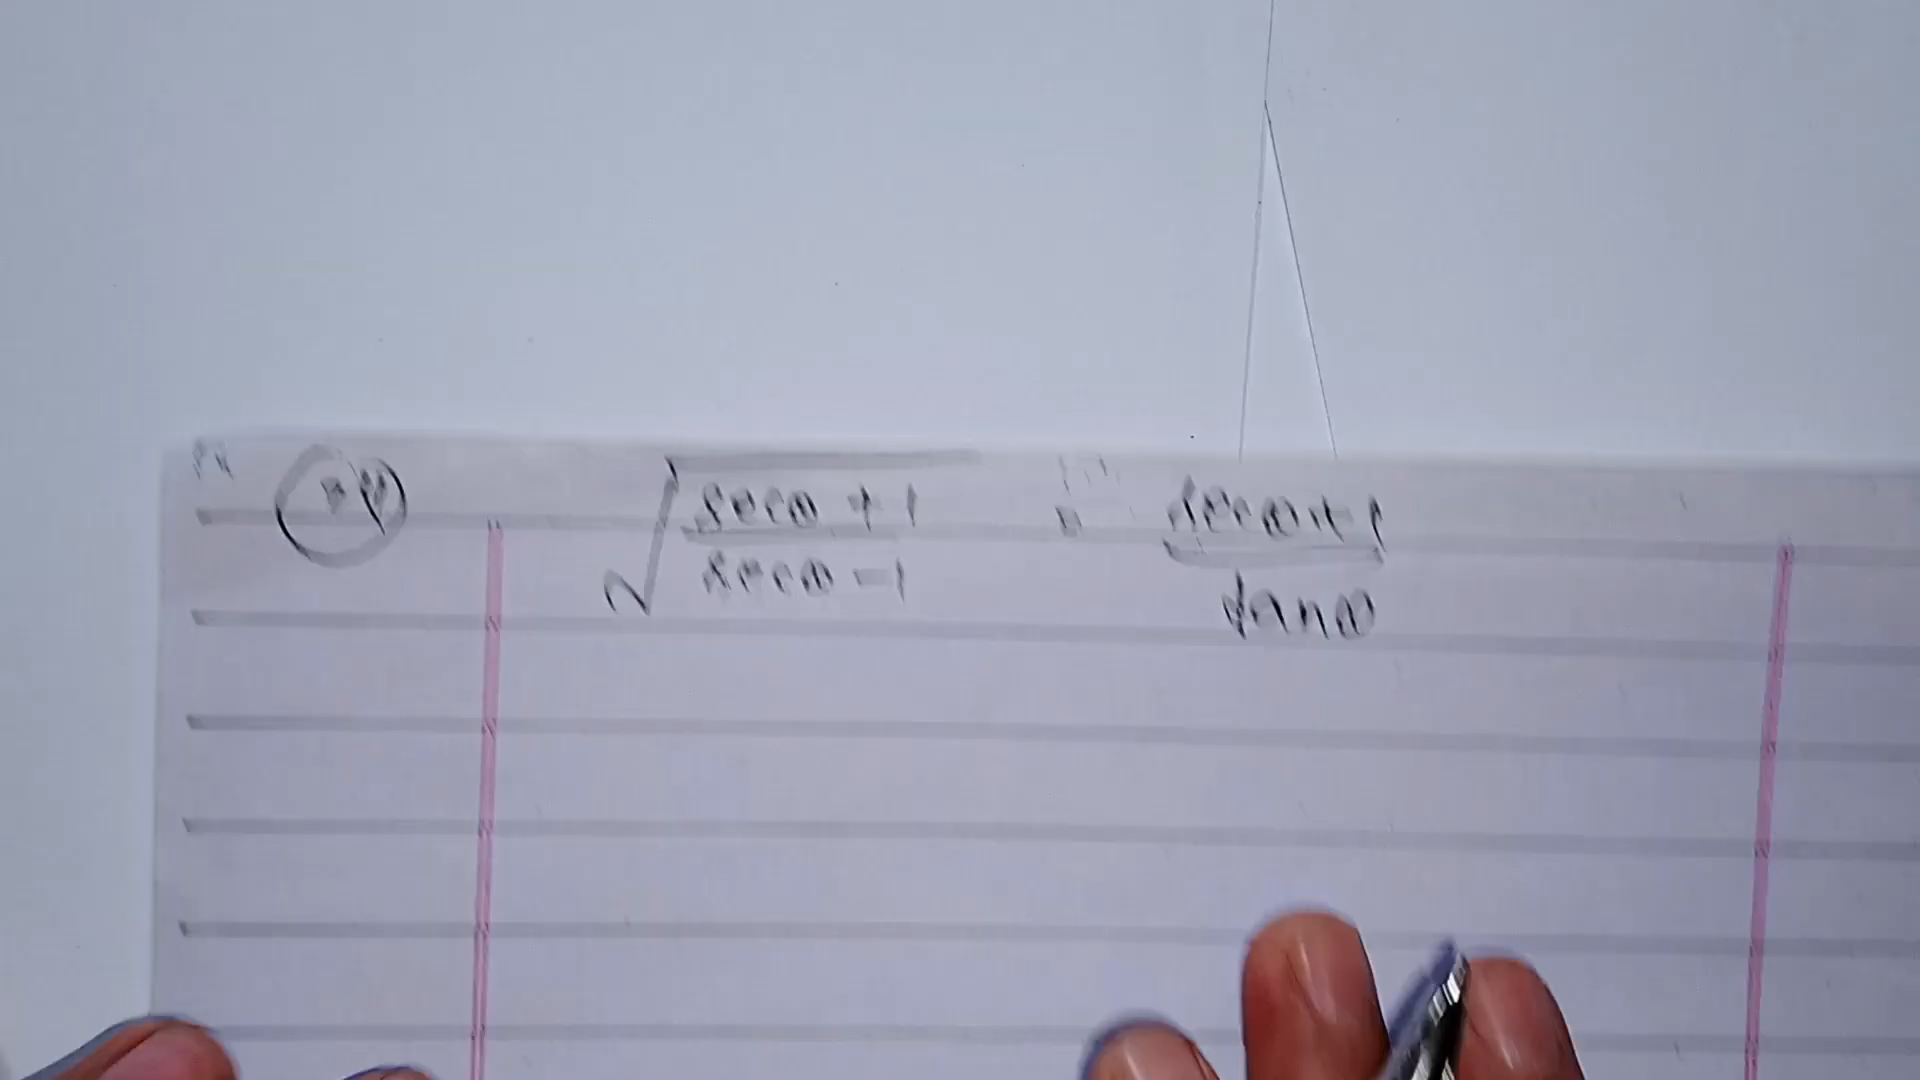 √(secθ + 1 / secθ - 1) = secθ + 1 / tanθ